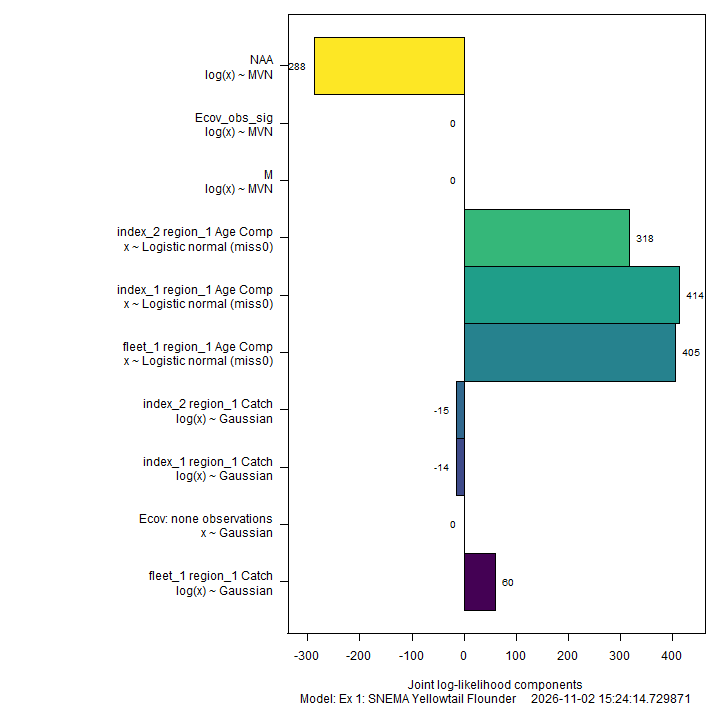 NAA
log(x) ~ MVN
288
Ecov_obs_sig
log(x) ~ MVN
0
M
log(x) ~ MVN
0
index_2 region_1 Age Comp
x ~ Logistic normal (miss0)
318
index_1 region_1 Age Comp
x ~ Logistic normal (miss0)
414
fleet_1 region_1 Age Comp
x ~ Logistic normal (miss0)
405
index_2 region_1 Catch
log(x) ~ Gaussian
-15
index_1 region_1 Catch
log(x) ~ Gaussian
-14
Ecov: none observations
x ~ Gaussian
0
fleet_1 region_1 Catch
log(x) ~ Gaussian
60
-300 -200 -100 0 100 200 300 400
Joint log-likelihood components
Model: Ex 1: SNEMA Yellowtail Flounder 2026-11-02 15:24:14.729871